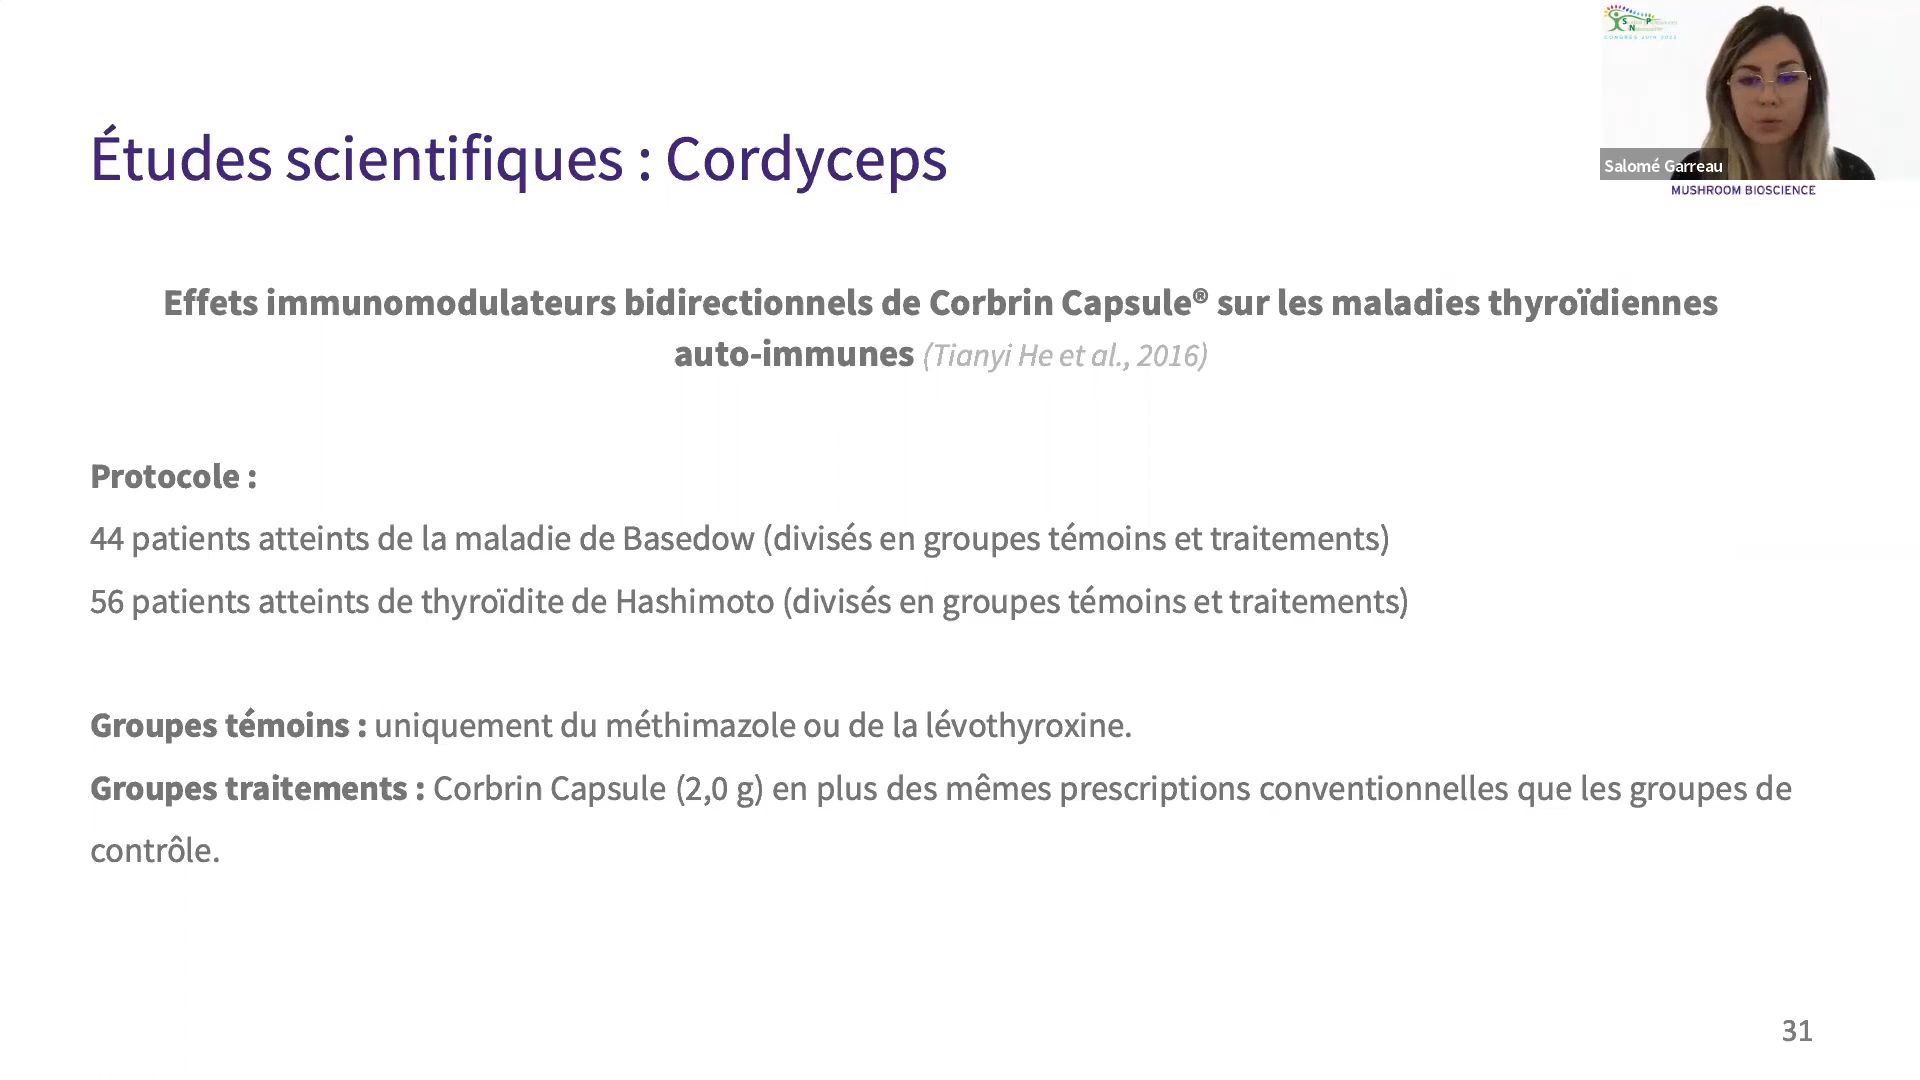 Études scientifiques : Cordyceps
Salomé Garreau
MUSHROOM BIOSCIENCE
Effets immunomodulateurs bidirectionnels de Corbrin Capsule® sur les maladies thyroïdiennes
auto-immunes (Tianyi He et al., 2016)
Protocole :
44 patients atteints de la maladie de Basedow (divisés en groupes témoins et traitements)
56 patients atteints de thyroïdite de Hashimoto (divisés en groupes témoins et traitements)
Groupes témoins : uniquement du méthimazole ou de la lévothyroxine.
Groupes traitements : Corbrin Capsule (2,0 g) en plus des mêmes prescriptions conventionnelles que les groupes de
contrôle.
31